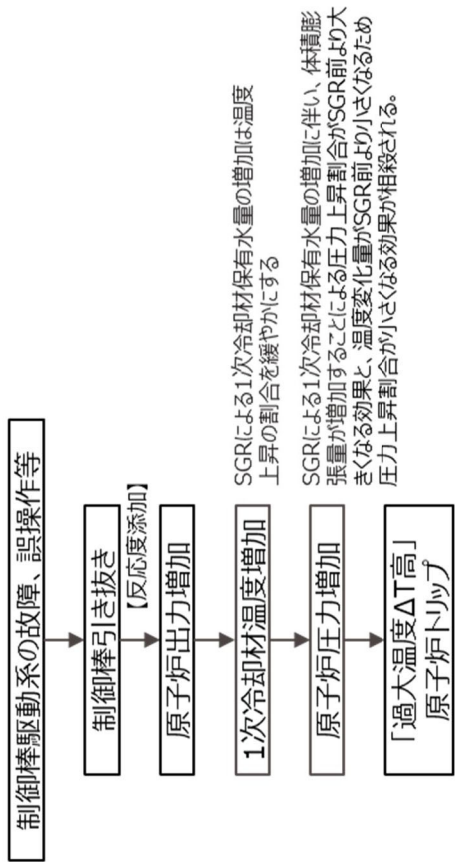 制御棒駆動系の故障、誤操作等
制御棒引き抜き
【反応度添加】
原子炉出力増加
1次冷却材温度増加
SGRによる1次冷却材保有水量の増加は温度
上昇の割合を緩やかにする
原子炉圧力増加
SGRによる1次冷却材保有水量の増加に伴い、体積膨
張量が増加することによる圧力上昇割合がSGR前より大
きくなる効果と、温度変化量がSGR前より小さくなるため
圧力上昇割合が小さくなる効果が相殺される。
「過大温度ΔT高」
原子炉トリップ